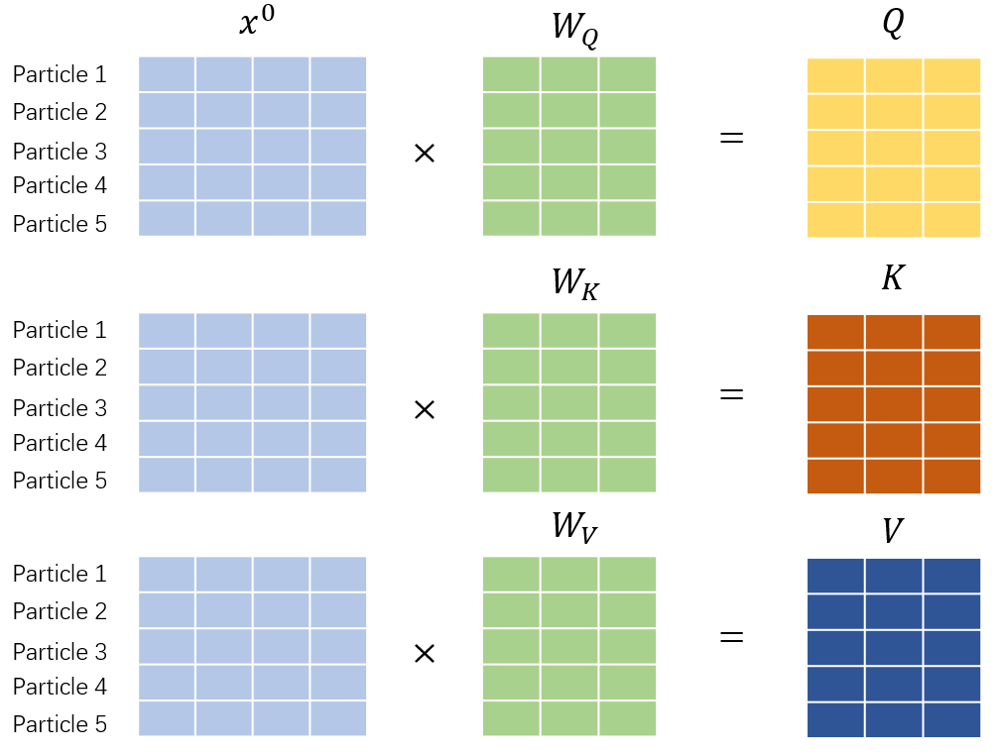 x⁰ W_Q Q
Particle 1
Particle 2
Particle 3
Particle 4
Particle 5
× =
W_K K
Particle 1
Particle 2
Particle 3
Particle 4
Particle 5
× =
W_V V
Particle 1
Particle 2
Particle 3
Particle 4
Particle 5
× =